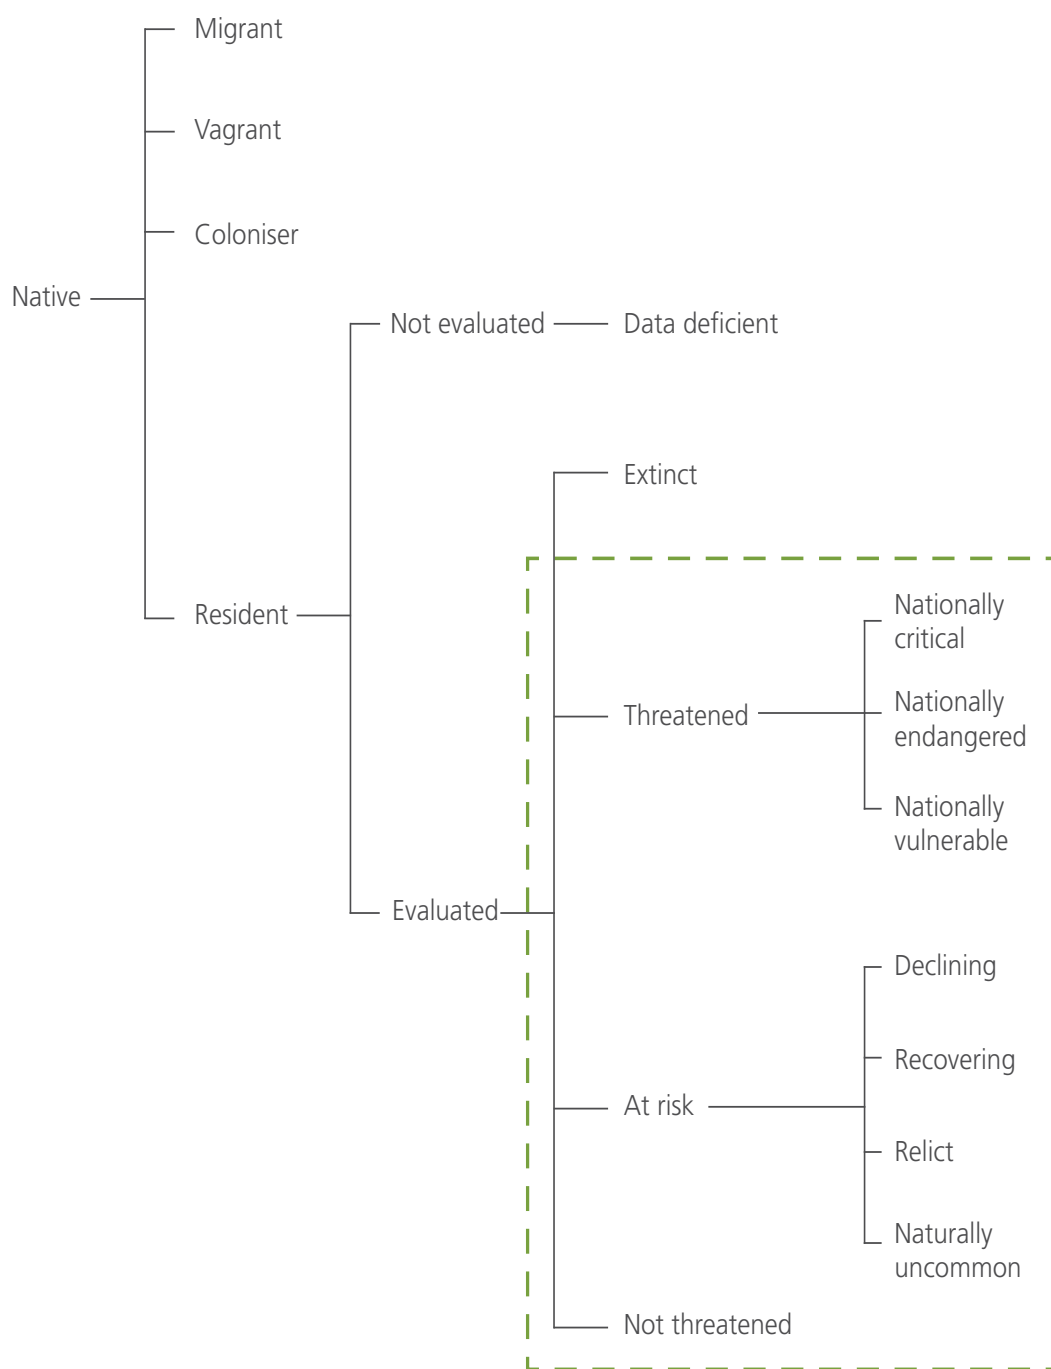 Migrant
Vagrant
Coloniser
Native
Not evaluated
Data deficient
Extinct
Nationally
critical
Resident
Threatened
Nationally
endangered
Nationally
vulnerable
Evaluated
Declining
Recovering
At risk
Relict
Naturally
uncommon
Not threatened